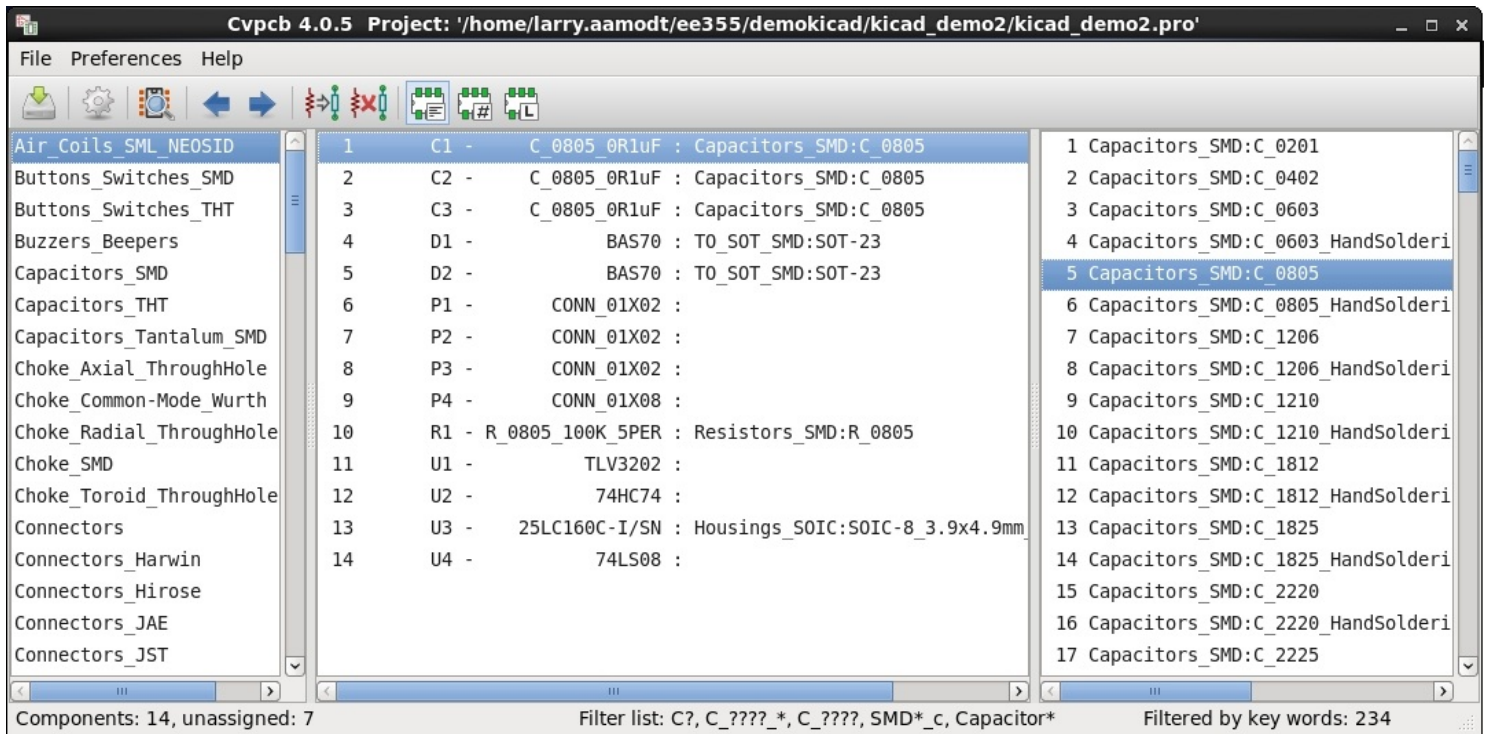 Cvpcb 4.0.5 Project: '/home/larry.aamodt/ee355/demokicad/kicad_demo2/kicad_demo2.pro'
File Preferences Help
Air_Coils_SML_NEOSID
Buttons_Switches_SMD
Buttons_Switches_THT
Buzzers_Beepers
Capacitors_SMD
Capacitors_THT
Capacitors_Tantalum_SMD
Choke_Axial_ThroughHole
Choke_Common-Mode_Wurth
Choke_Radial_ThroughHole
Choke_SMD
Choke_Toroid_ThroughHole
Connectors
Connectors_Harwin
Connectors_Hirose
Connectors_JAE
Connectors_JST
1 C1 - C_0805_0R1uF : Capacitors_SMD:C_0805
2 C2 - C_0805_0R1uF : Capacitors_SMD:C_0805
3 C3 - C_0805_0R1uF : Capacitors_SMD:C_0805
4 D1 - BAS70 : TO_SOT_SMD:SOT-23
5 D2 - BAS70 : TO_SOT_SMD:SOT-23
6 P1 - CONN_01X02 :
7 P2 - CONN_01X02 :
8 P3 - CONN_01X02 :
9 P4 - CONN_01X08 :
10 R1 - R_0805_100K_5PER : Resistors_SMD:R_0805
11 U1 - TLV3202 :
12 U2 - 74HC74 :
13 U3 - 25LC160C-I/SN : Housings_SOIC:SOIC-8_3.9x4.9mm_
14 U4 - 74LS08 :
1 Capacitors_SMD:C_0201
2 Capacitors_SMD:C_0402
3 Capacitors_SMD:C_0603
4 Capacitors_SMD:C_0603_HandSolderi
5 Capacitors_SMD:C_0805
6 Capacitors_SMD:C_0805_HandSolderi
7 Capacitors_SMD:C_1206
8 Capacitors_SMD:C_1206_HandSolderi
9 Capacitors_SMD:C_1210
10 Capacitors_SMD:C_1210_HandSolderi
11 Capacitors_SMD:C_1812
12 Capacitors_SMD:C_1812_HandSolderi
13 Capacitors_SMD:C_1825
14 Capacitors_SMD:C_1825_HandSolderi
15 Capacitors_SMD:C_2220
16 Capacitors_SMD:C_2220_HandSolderi
17 Capacitors_SMD:C_2225
Components: 14, unassigned: 7
Filter list: C?, C_????_*, C_????, SMD*_c, Capacitor*
Filtered by key words: 234